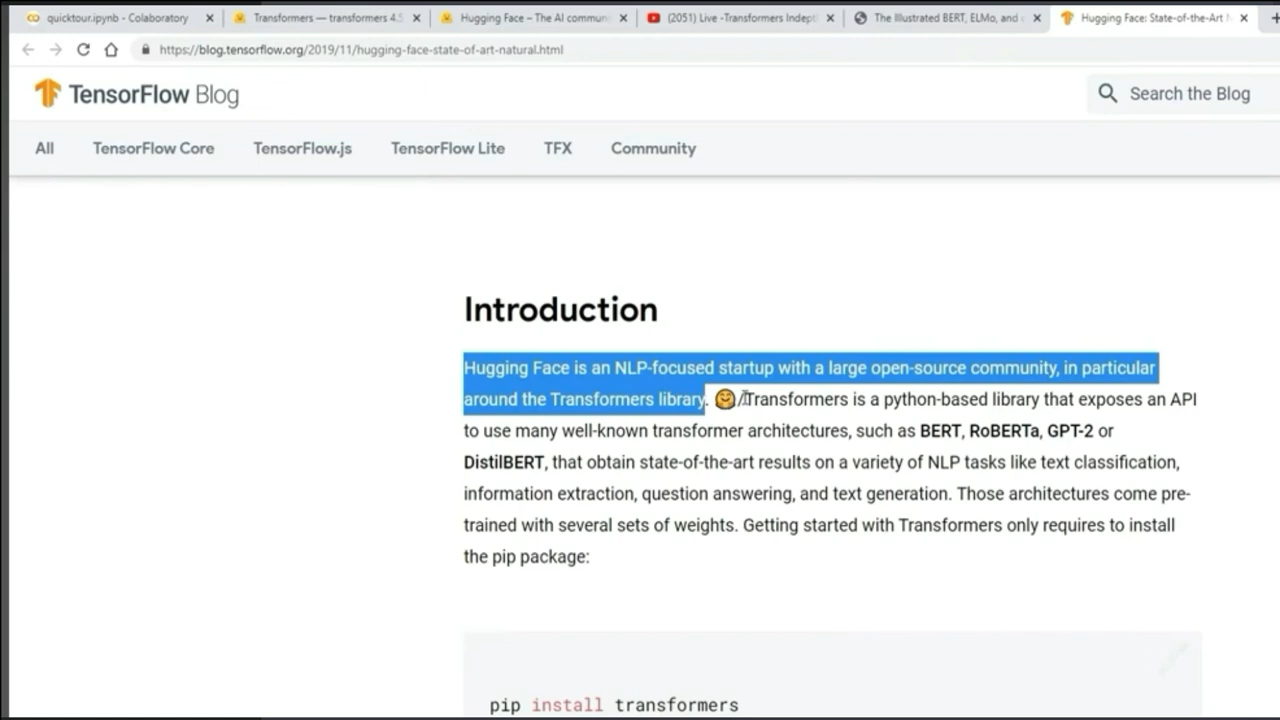 quicktour.ipynb - Colaboratory
Transformers — transformers 4.5
Hugging Face – The AI commun
(2051) Live -Transformers Indept
The Illustrated BERT, ELMo, and
Hugging Face: State-of-the-Art
https://blog.tensorflow.org/2019/11/hugging-face-state-of-art-natural.html
TensorFlow Blog
Search the Blog
All TensorFlow Core TensorFlow.js TensorFlow Lite TFX Community
Introduction
Hugging Face is an NLP-focused startup with a large open-source community, in particular
around the Transformers library. 🤗/Transformers is a python-based library that exposes an API
to use many well-known transformer architectures, such as BERT, RoBERTa, GPT-2 or
DistilBERT, that obtain state-of-the-art results on a variety of NLP tasks like text classification,
information extraction, question answering, and text generation. Those architectures come pre-
trained with several sets of weights. Getting started with Transformers only requires to install
the pip package:
pip install transformers